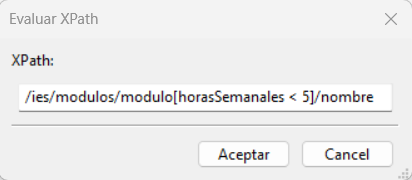 Evaluar XPath
XPath:
/ies/modulos/modulo[horasSemanales < 5]/nombre
Aceptar
Cancel